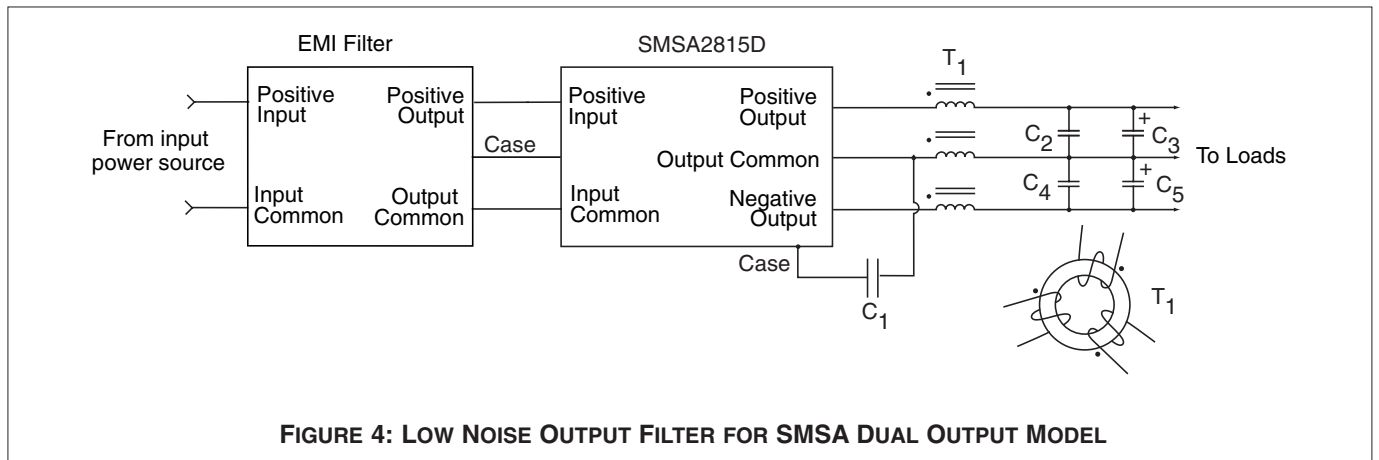 EMI Filter
SMSA2815D
T1
Positive
Input
Positive
Output
Positive
Input
Positive
Output
From input
power source
Case
Output Common
C2
+
C3
To Loads
Input
Common
Output
Common
Input
Common
Negative
Output
C4
+
C5
Case
C1
T1
FIGURE 4: LOW NOISE OUTPUT FILTER FOR SMSA DUAL OUTPUT MODEL